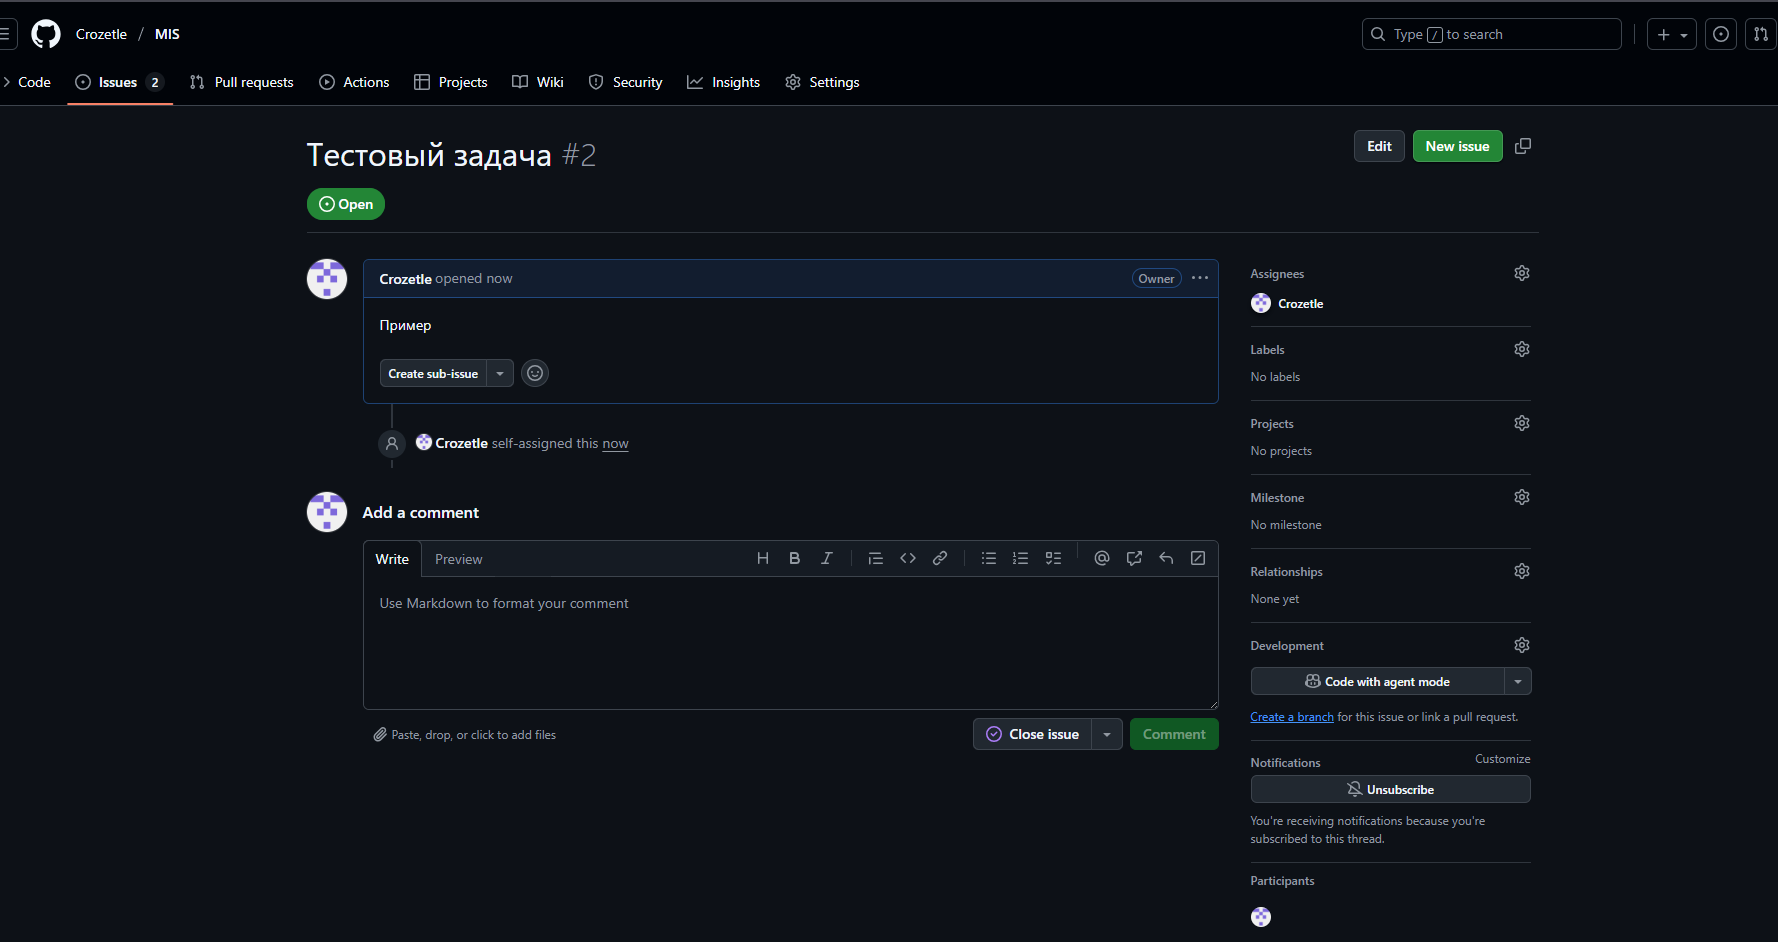 Crozetle / MIS
Type / to search
Code Issues 2 Pull requests Actions Projects Wiki Security Insights Settings
Тестовый задача #2
Edit New issue
Open
Crozetle opened now Owner
Пример
Create sub-issue
Crozetle self-assigned this now
Add a comment
Write Preview
Use Markdown to format your comment
Paste, drop, or click to add files
Close issue Comment
Assignees
Crozetle
Labels
No labels
Projects
No projects
Milestone
No milestone
Relationships
None yet
Development
Code with agent mode
Create a branch for this issue or link a pull request.
Notifications Customize
Unsubscribe
You're receiving notifications because you're
subscribed to this thread.
Participants